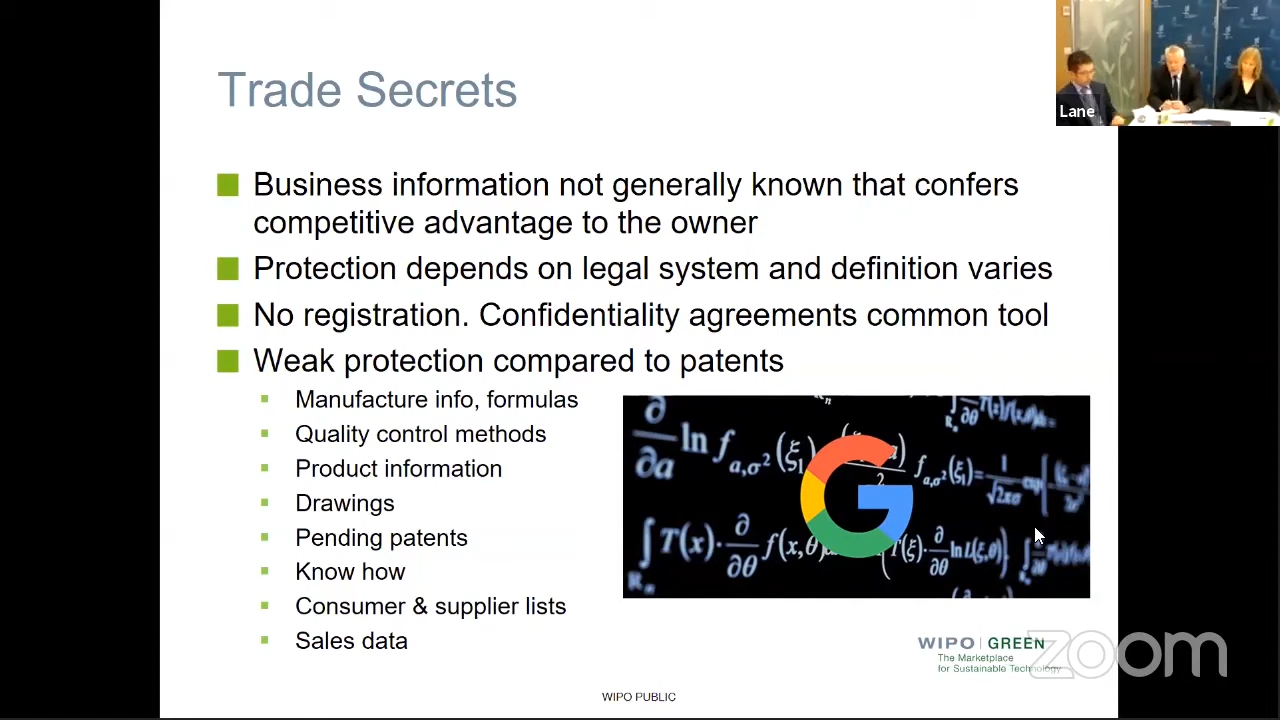 Trade Secrets
Lane
Business information not generally known that confers
competitive advantage to the owner
Protection depends on legal system and definition varies
No registration. Confidentiality agreements common tool
Weak protection compared to patents
Manufacture info, formulas
Quality control methods
Product information
Drawings
Pending patents
Know how
Consumer & supplier lists
Sales data
WIPO | GREEN
The Marketplace
for Sustainable Technology
zoom
WIPO PUBLIC